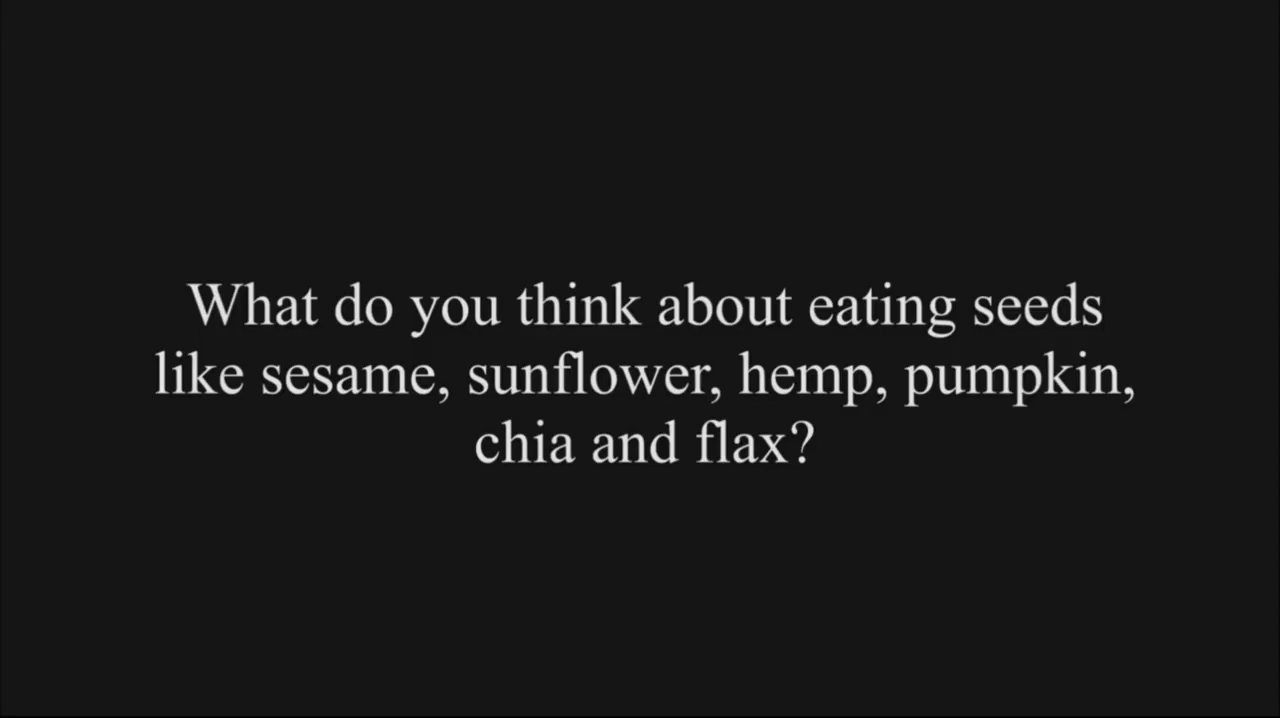 What do you think about eating seeds
like sesame, sunflower, hemp, pumpkin,
chia and flax?